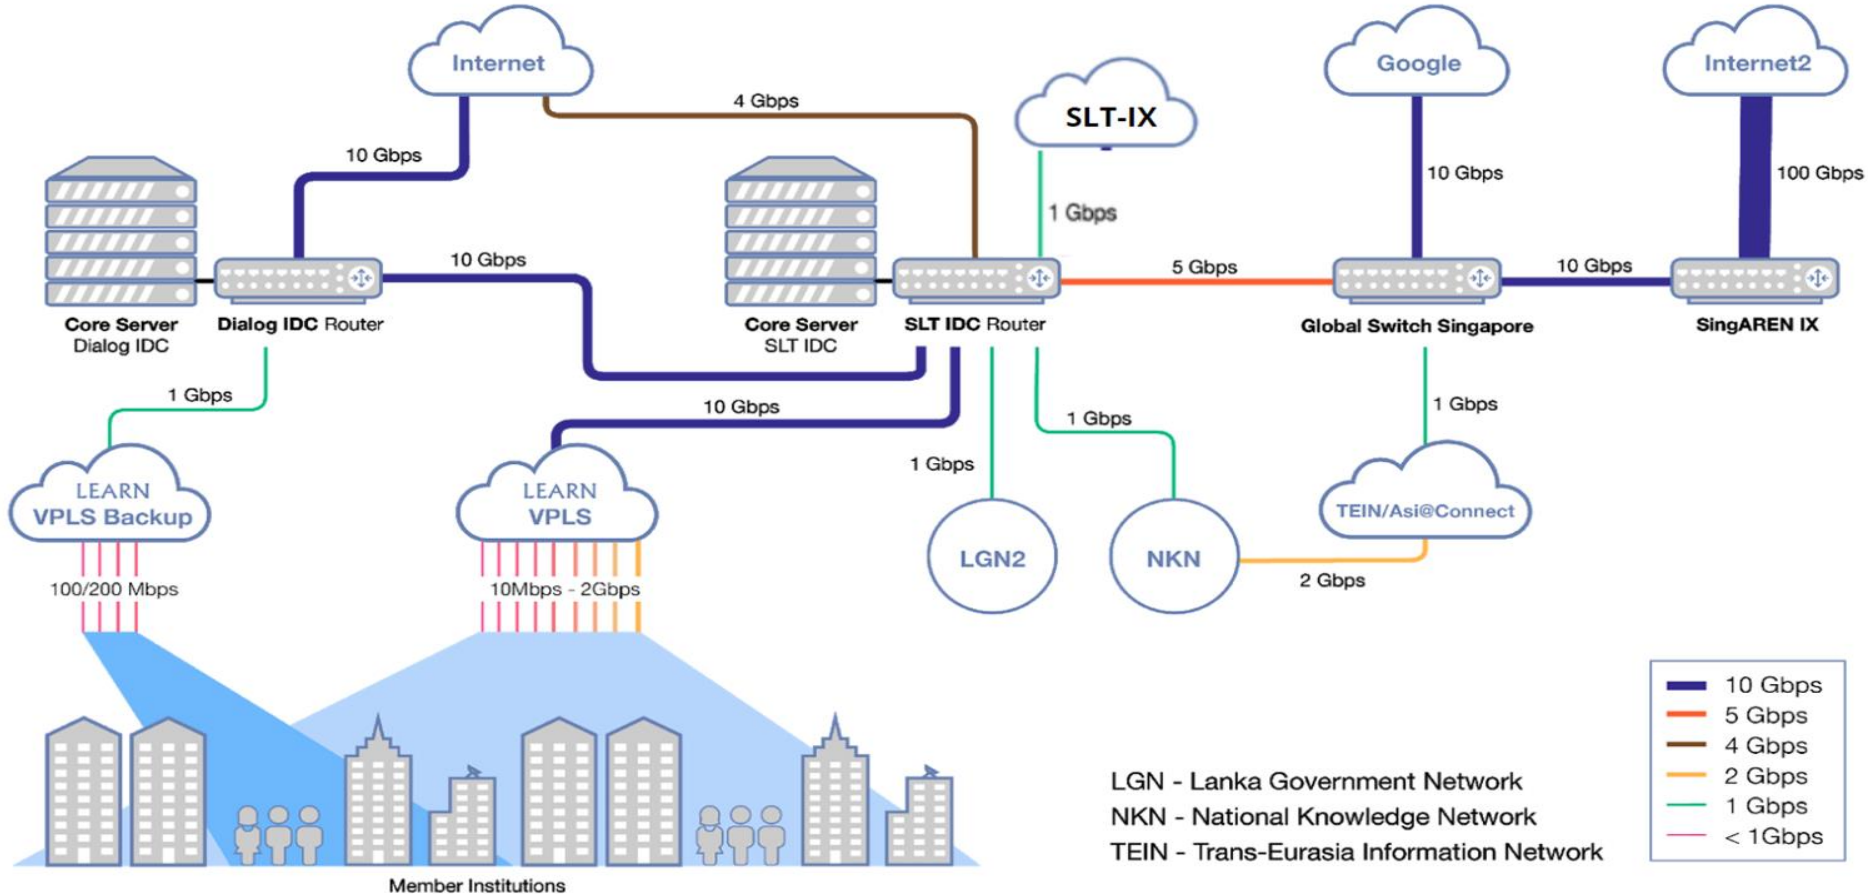 Internet
4 Gbps
10 Gbps
SLT-IX
Google
Internet2
1 Gbps
10 Gbps
100 Gbps
10 Gbps
5 Gbps
10 Gbps
Core Server
Dialog IDC
Dialog IDC Router
Core Server
SLT IDC
SLT IDC Router
Global Switch Singapore
SingAREN IX
1 Gbps
10 Gbps
1 Gbps
1 Gbps
1 Gbps
LEARN
VPLS Backup
LEARN
VPLS
TEIN/Asi@Connect
LGN2
NKN
2 Gbps
100/200 Mbps
10Mbps - 2Gbps
10 Gbps
5 Gbps
4 Gbps
2 Gbps
1 Gbps
< 1Gbps
LGN - Lanka Government Network
NKN - National Knowledge Network
TEIN - Trans-Eurasia Information Network
Member Institutions